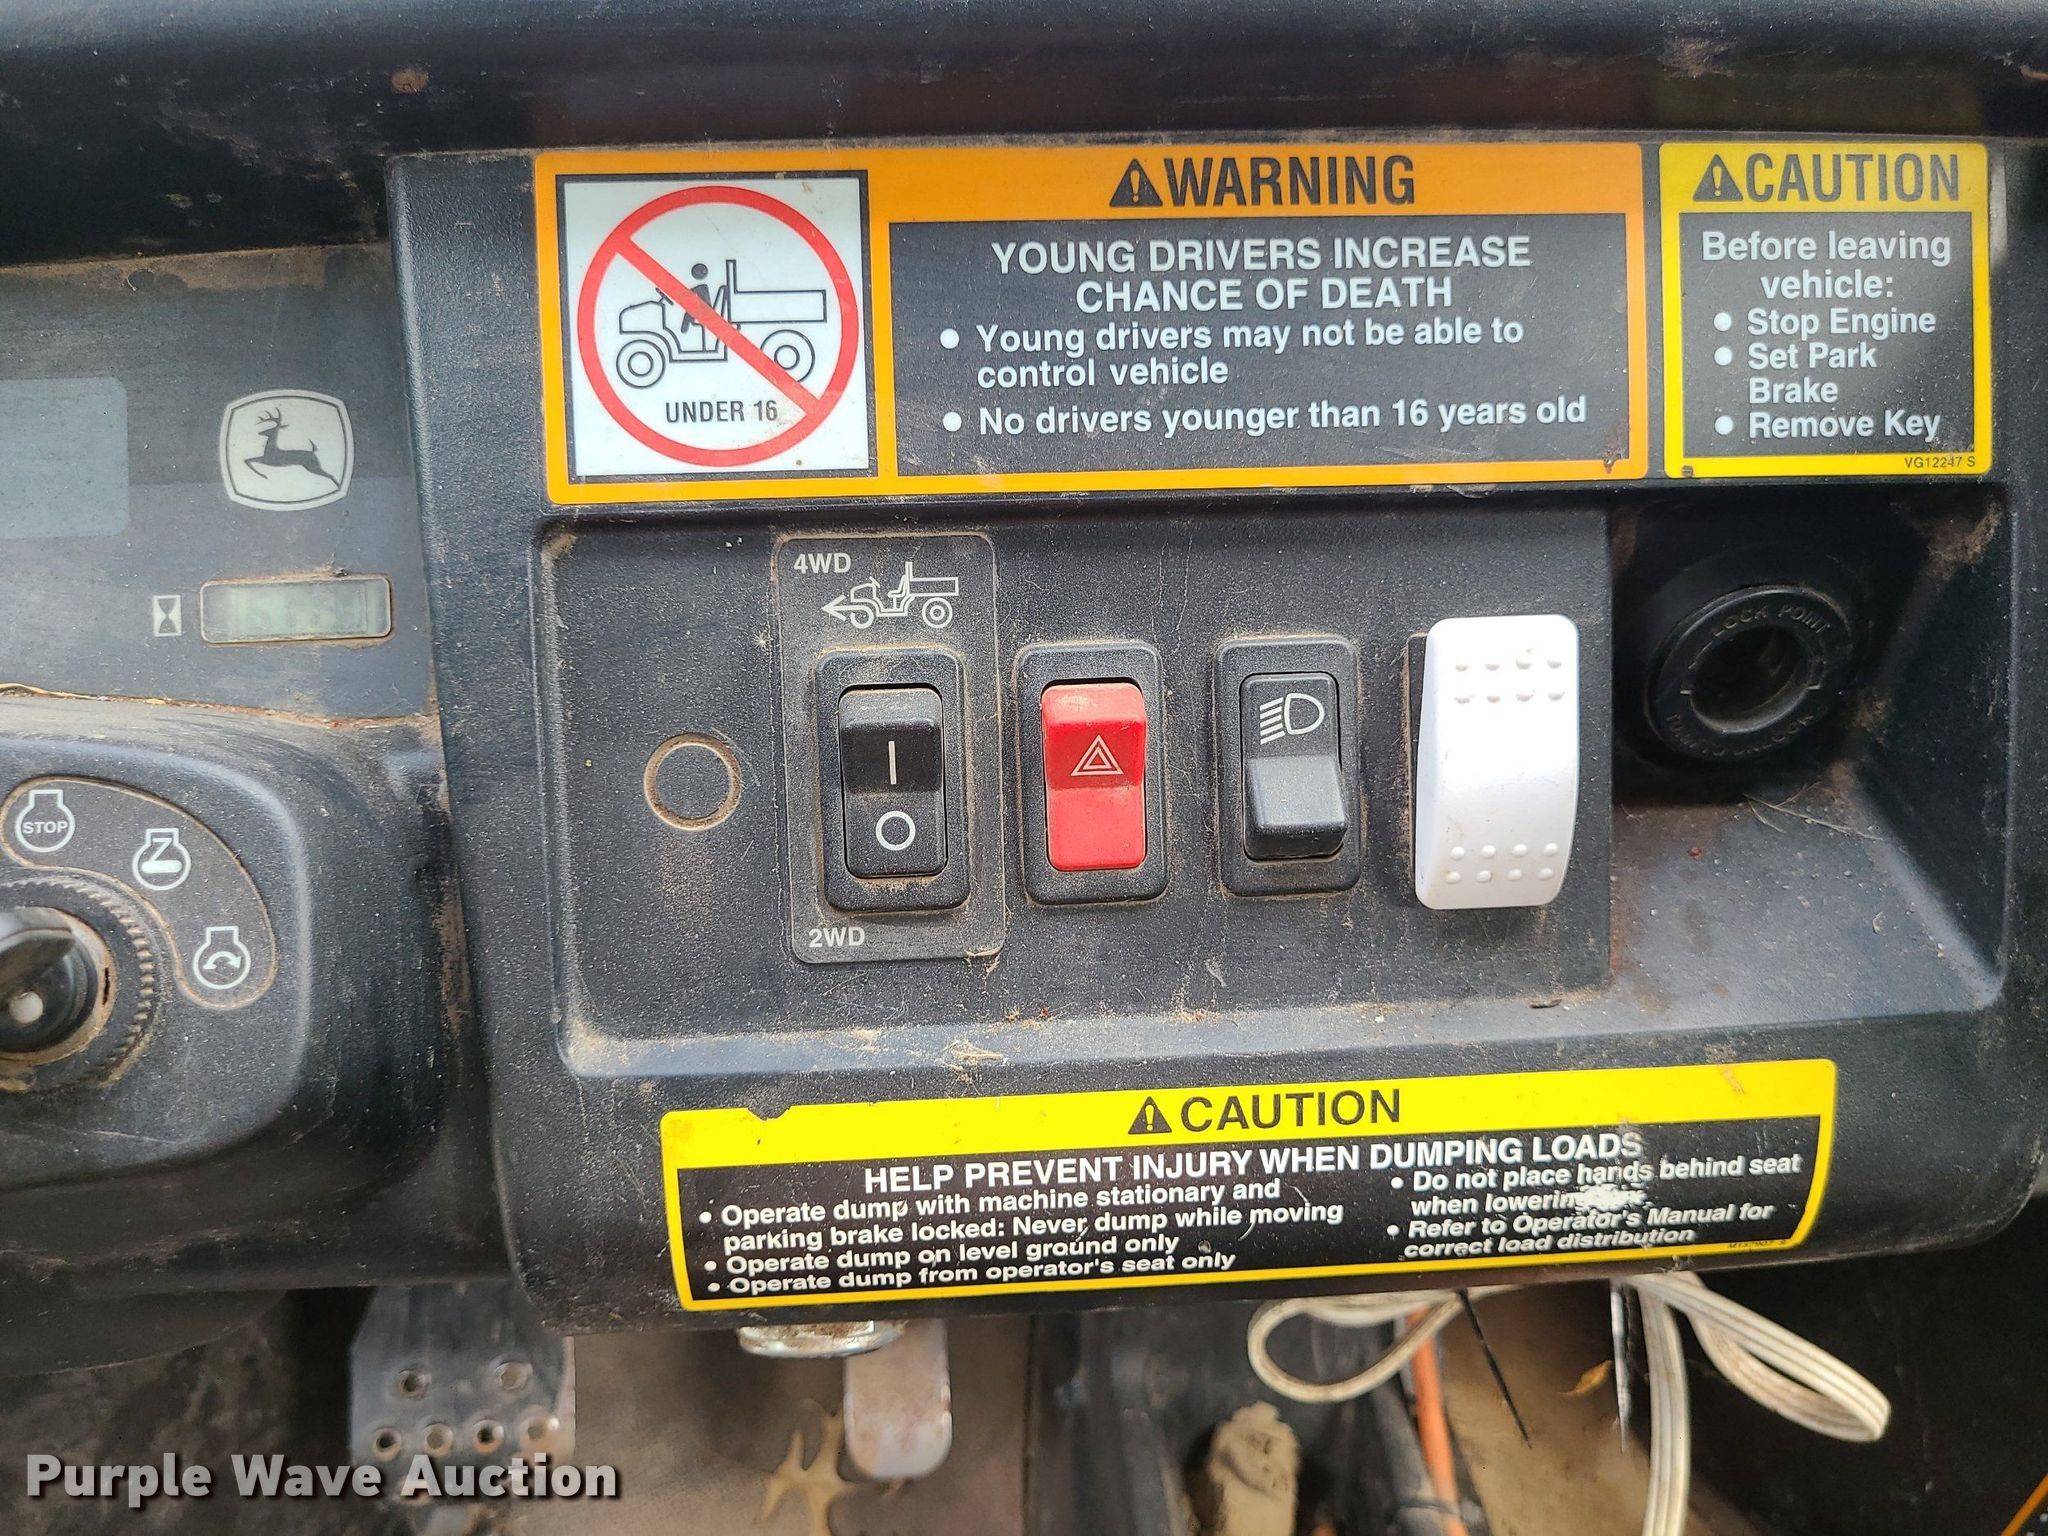 WARNING
YOUNG DRIVERS INCREASE
CHANCE OF DEATH
• Young drivers may not be able to
control vehicle
• No drivers younger than 16 years old
UNDER 16
CAUTION
Before leaving
vehicle:
• Stop Engine
• Set Park
Brake
• Remove Key
VG12247 S
4WD
I
O
2WD
LOCK POINT
STOP
CAUTION
HELP PREVENT INJURY WHEN DUMPING LOADS
• Operate dump with machine stationary and
parking brake locked: Never dump while moving
• Operate dump on level ground only
• Operate dump from operator's seat only
• Do not place hands behind seat
when lowering
• Refer to Operator's Manual for
correct load distribution
Purple Wave Auction